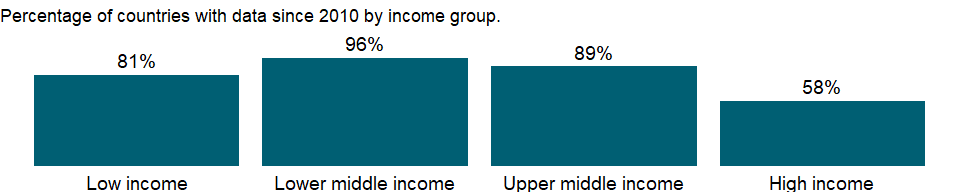 Percentage of countries with data since 2010 by income group.
81%
96%
89%
58%
Low income
Lower middle income
Upper middle income
High income